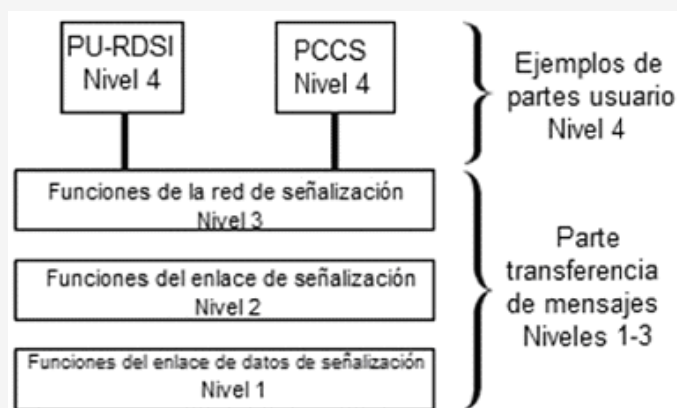 PU-RDSI
Nivel 4
PCCS
Nivel 4
Ejemplos de
partes usuario
Nivel 4
Funciones de la red de señalización
Nivel 3
Funciones del enlace de señalización
Nivel 2
Funciones del enlace de datos de señalización
Nivel 1
Parte
transferencia
de mensajes
Niveles 1-3